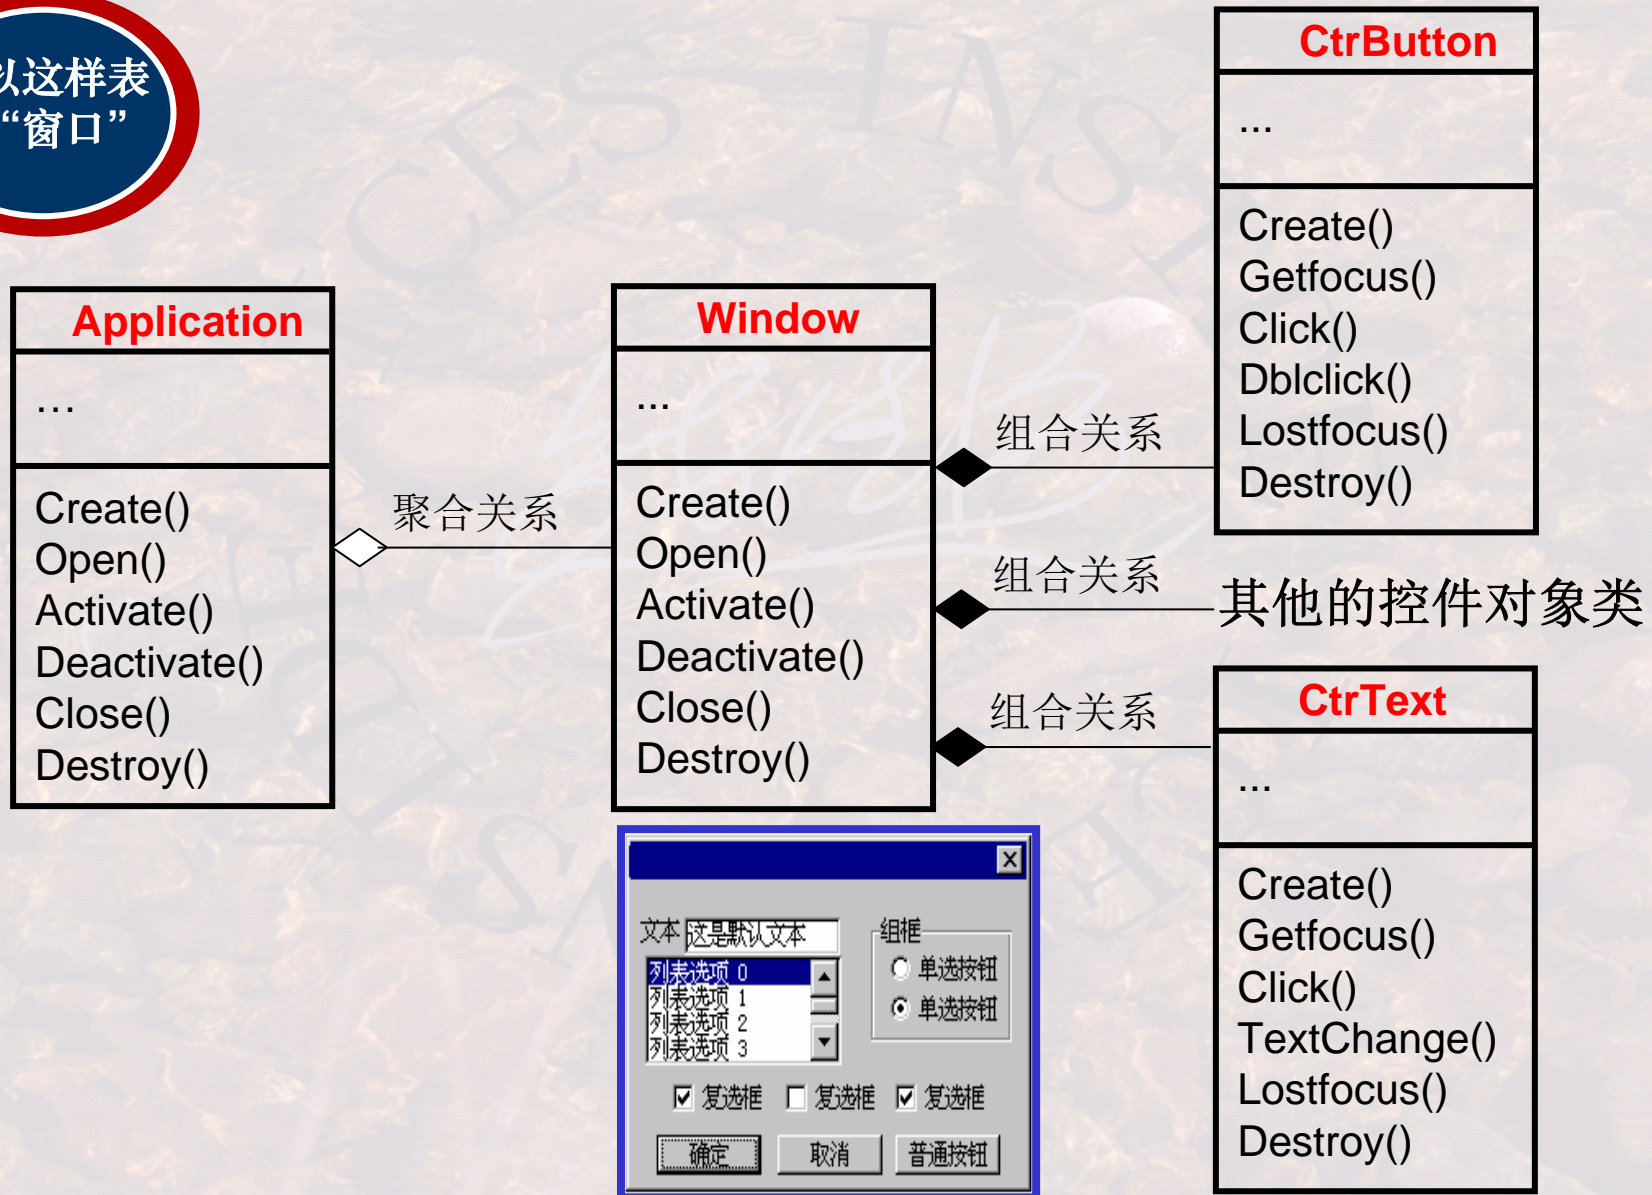 以这样表
“窗口”
Application
…
Create()
Open()
Activate()
Deactivate()
Close()
Destroy()
聚合关系
Window
...
Create()
Open()
Activate()
Deactivate()
Close()
Destroy()
组合关系
组合关系
组合关系
CtrButton
...
Create()
Getfocus()
Click()
Dblclick()
Lostfocus()
Destroy()
其他的控件对象类
CtrText
...
Create()
Getfocus()
Click()
TextChange()
Lostfocus()
Destroy()
文本 这是默认文本
列表选项 0
列表选项 1
列表选项 2
列表选项 3
组框
单选按钮
单选按钮
复选框 复选框 复选框
确定 取消 普通按钮